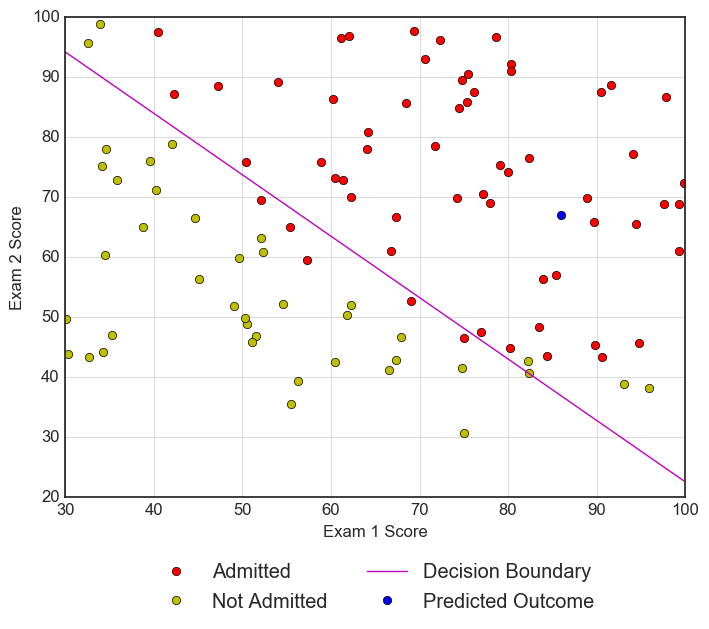 100
90
80
70
60
50
40
30
20
Exam 2 Score
30 40 50 60 70 80 90 100
Exam 1 Score
Admitted Decision Boundary
Not Admitted Predicted Outcome